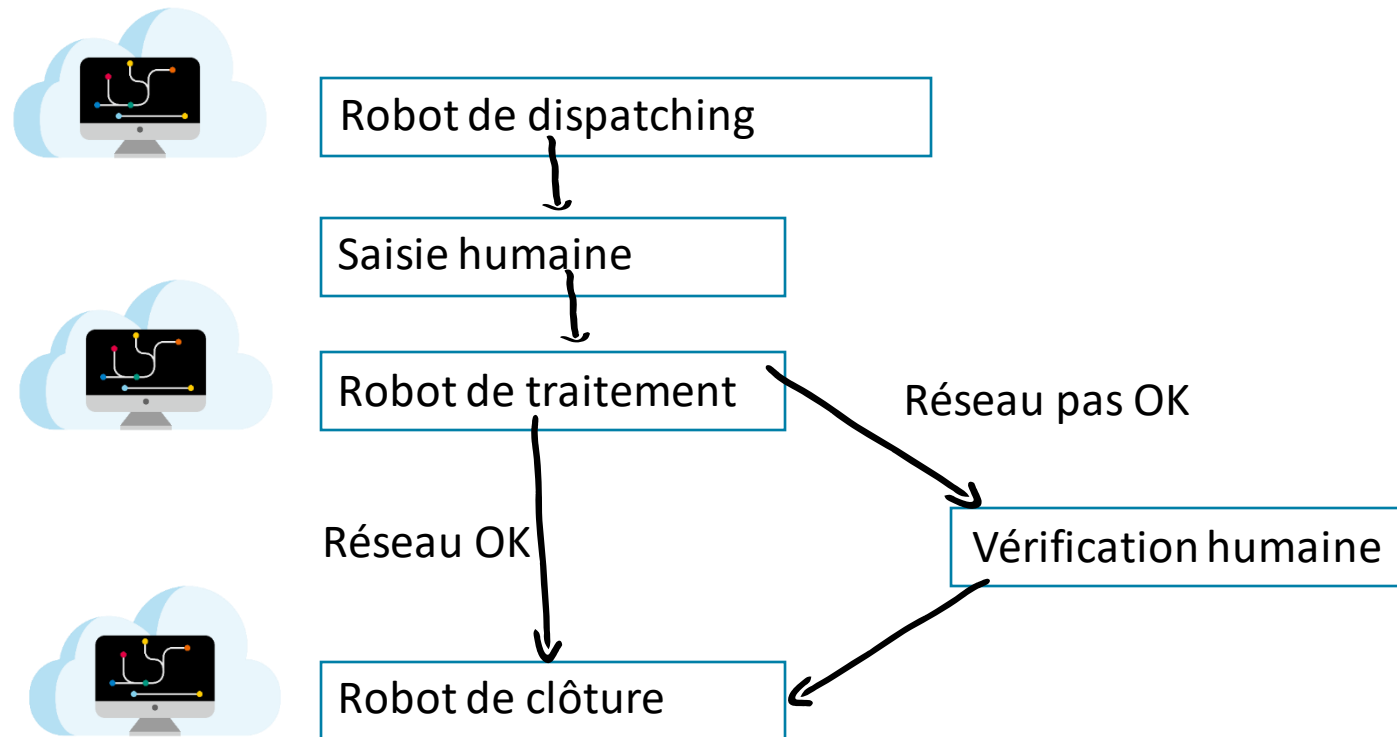 Robot de dispatching
Saisie humaine
Robot de traitement
Réseau pas OK
Réseau OK
Vérification humaine
Robot de clôture